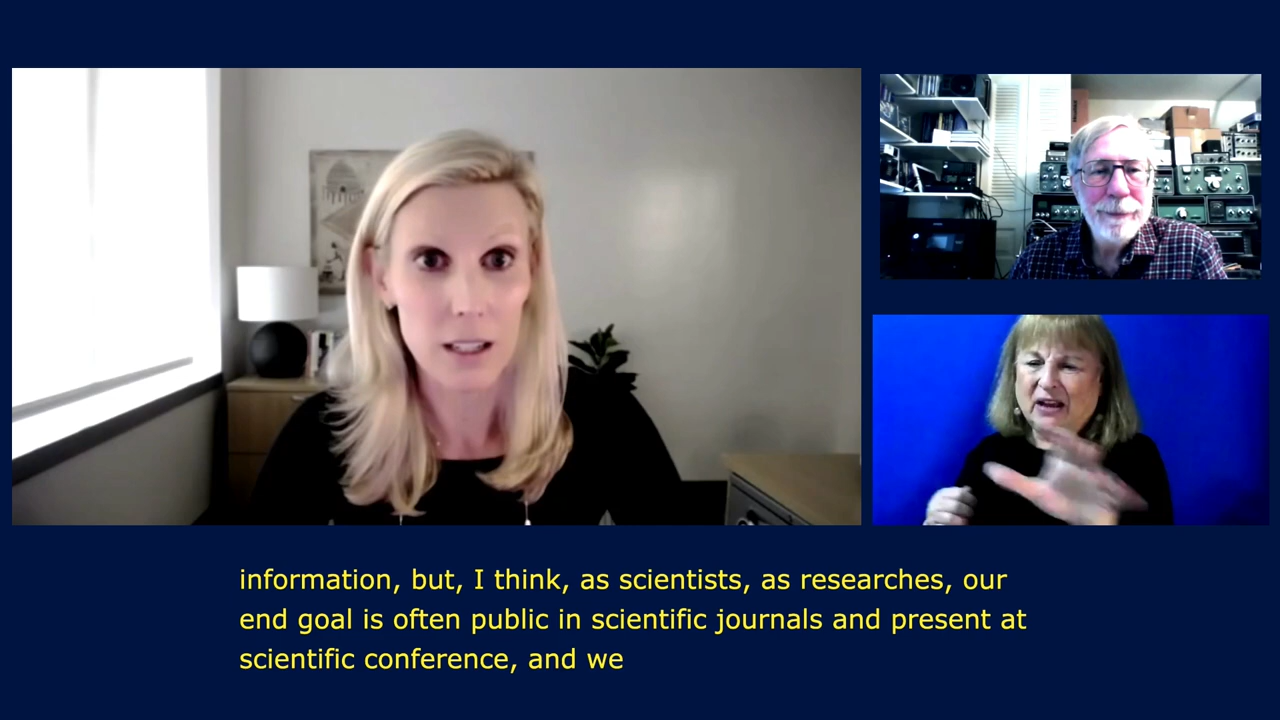 information, but, I think, as scientists, as researches, our
end goal is often public in scientific journals and present at
scientific conference, and we